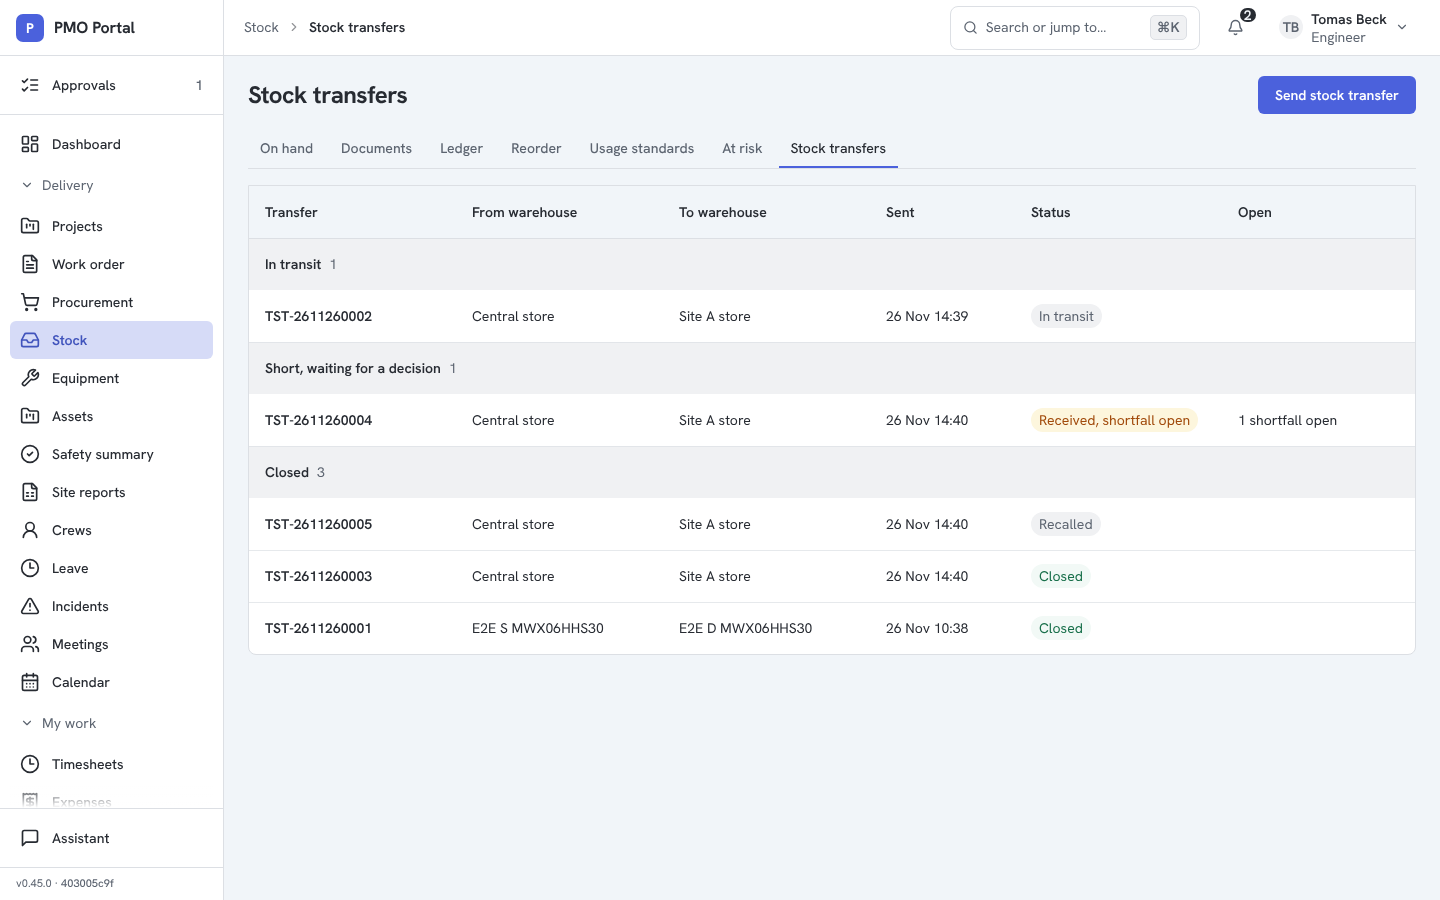 P PMO Portal
Stock > Stock transfers
Search or jump to... ⌘K
2
TB
Tomas Beck
Engineer
Approvals 1
Dashboard
Delivery
Projects
Work order
Procurement
Stock
Equipment
Assets
Safety summary
Site reports
Crews
Leave
Incidents
Meetings
Calendar
My work
Timesheets
Expenses
Assistant
v0.45.0 · 403005c9f
Stock transfers
Send stock transfer
On hand Documents Ledger Reorder Usage standards At risk Stock transfers
Transfer From warehouse To warehouse Sent Status Open
In transit 1
TST-2611260002 Central store Site A store 26 Nov 14:39 In transit
Short, waiting for a decision 1
TST-2611260004 Central store Site A store 26 Nov 14:40 Received, shortfall open 1 shortfall open
Closed 3
TST-2611260005 Central store Site A store 26 Nov 14:40 Recalled
TST-2611260003 Central store Site A store 26 Nov 14:40 Closed
TST-2611260001 E2E S MWX06HHS30 E2E D MWX06HHS30 26 Nov 10:38 Closed